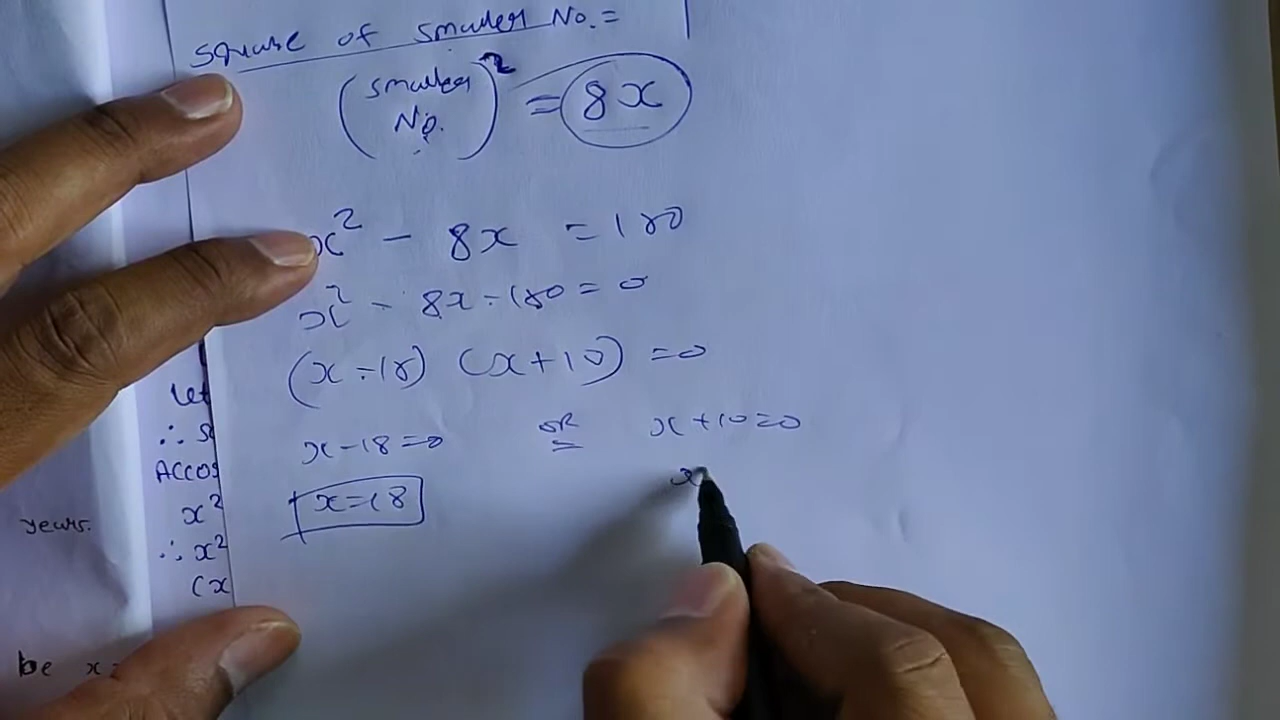 Square of smaller No. =
(smaller No.)² = 8x
x² - 8x = 180
x² - 8x - 180 = 0
(x - 18) (x + 10) = 0
x - 18 = 0 OR x + 10 = 0
x = 18 x
Let
∴ s
Acco
x²
years.
∴ x²
(x
be x